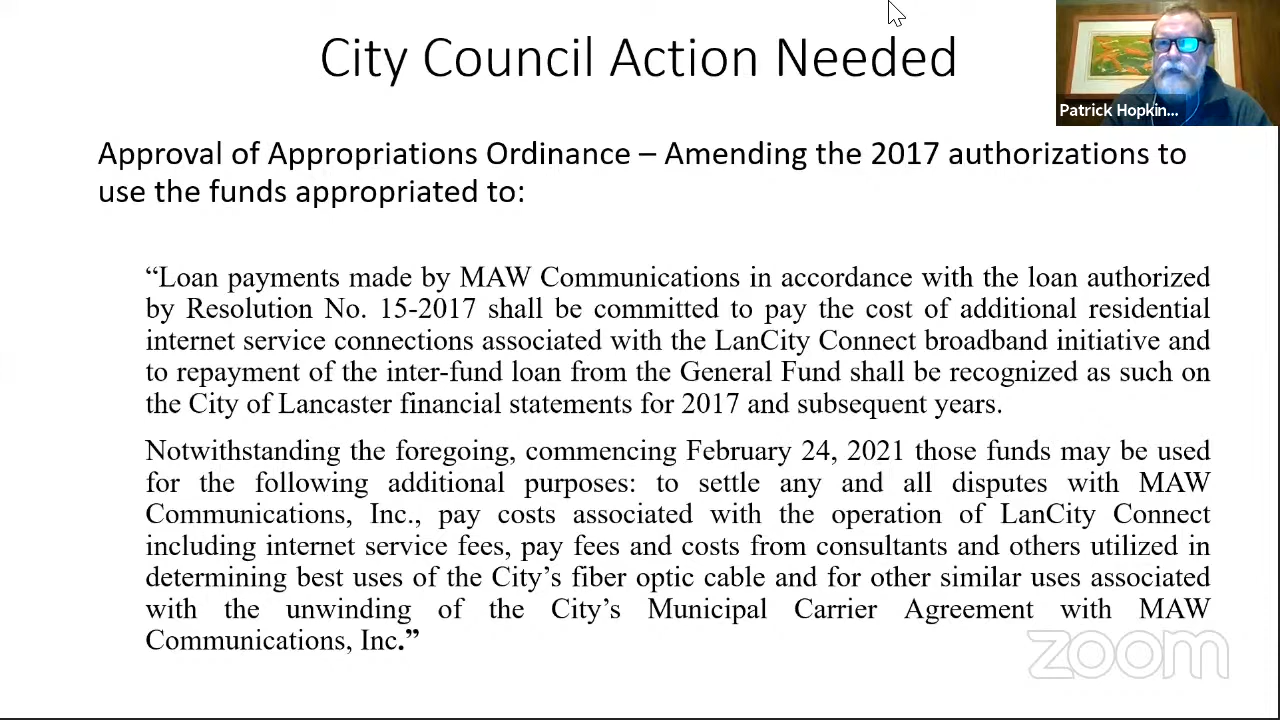 City Council Action Needed
Patrick Hopkin...
Approval of Appropriations Ordinance – Amending the 2017 authorizations to
use the funds appropriated to:
“Loan payments made by MAW Communications in accordance with the loan authorized
by Resolution No. 15-2017 shall be committed to pay the cost of additional residential
internet service connections associated with the LanCity Connect broadband initiative and
to repayment of the inter-fund loan from the General Fund shall be recognized as such on
the City of Lancaster financial statements for 2017 and subsequent years.
Notwithstanding the foregoing, commencing February 24, 2021 those funds may be used
for the following additional purposes: to settle any and all disputes with MAW
Communications, Inc., pay costs associated with the operation of LanCity Connect
including internet service fees, pay fees and costs from consultants and others utilized in
determining best uses of the City’s fiber optic cable and for other similar uses associated
with the unwinding of the City’s Municipal Carrier Agreement with MAW
Communications, Inc.”
zoom